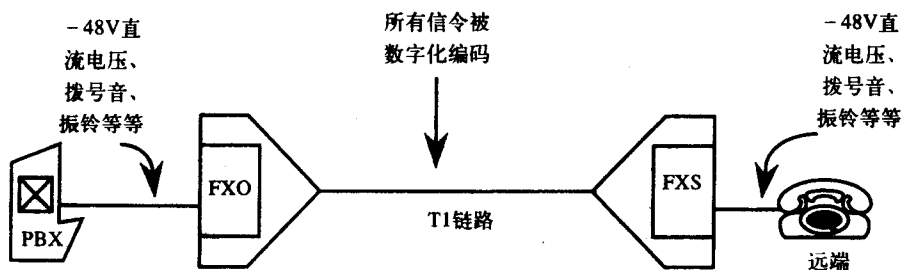 －48V直
流电压、
拨号音、
振铃等等
所有信令被
数字化编码
－48V直
流电压、
拨号音、
振铃等等
PBX
FXO
T1链路
FXS
远端